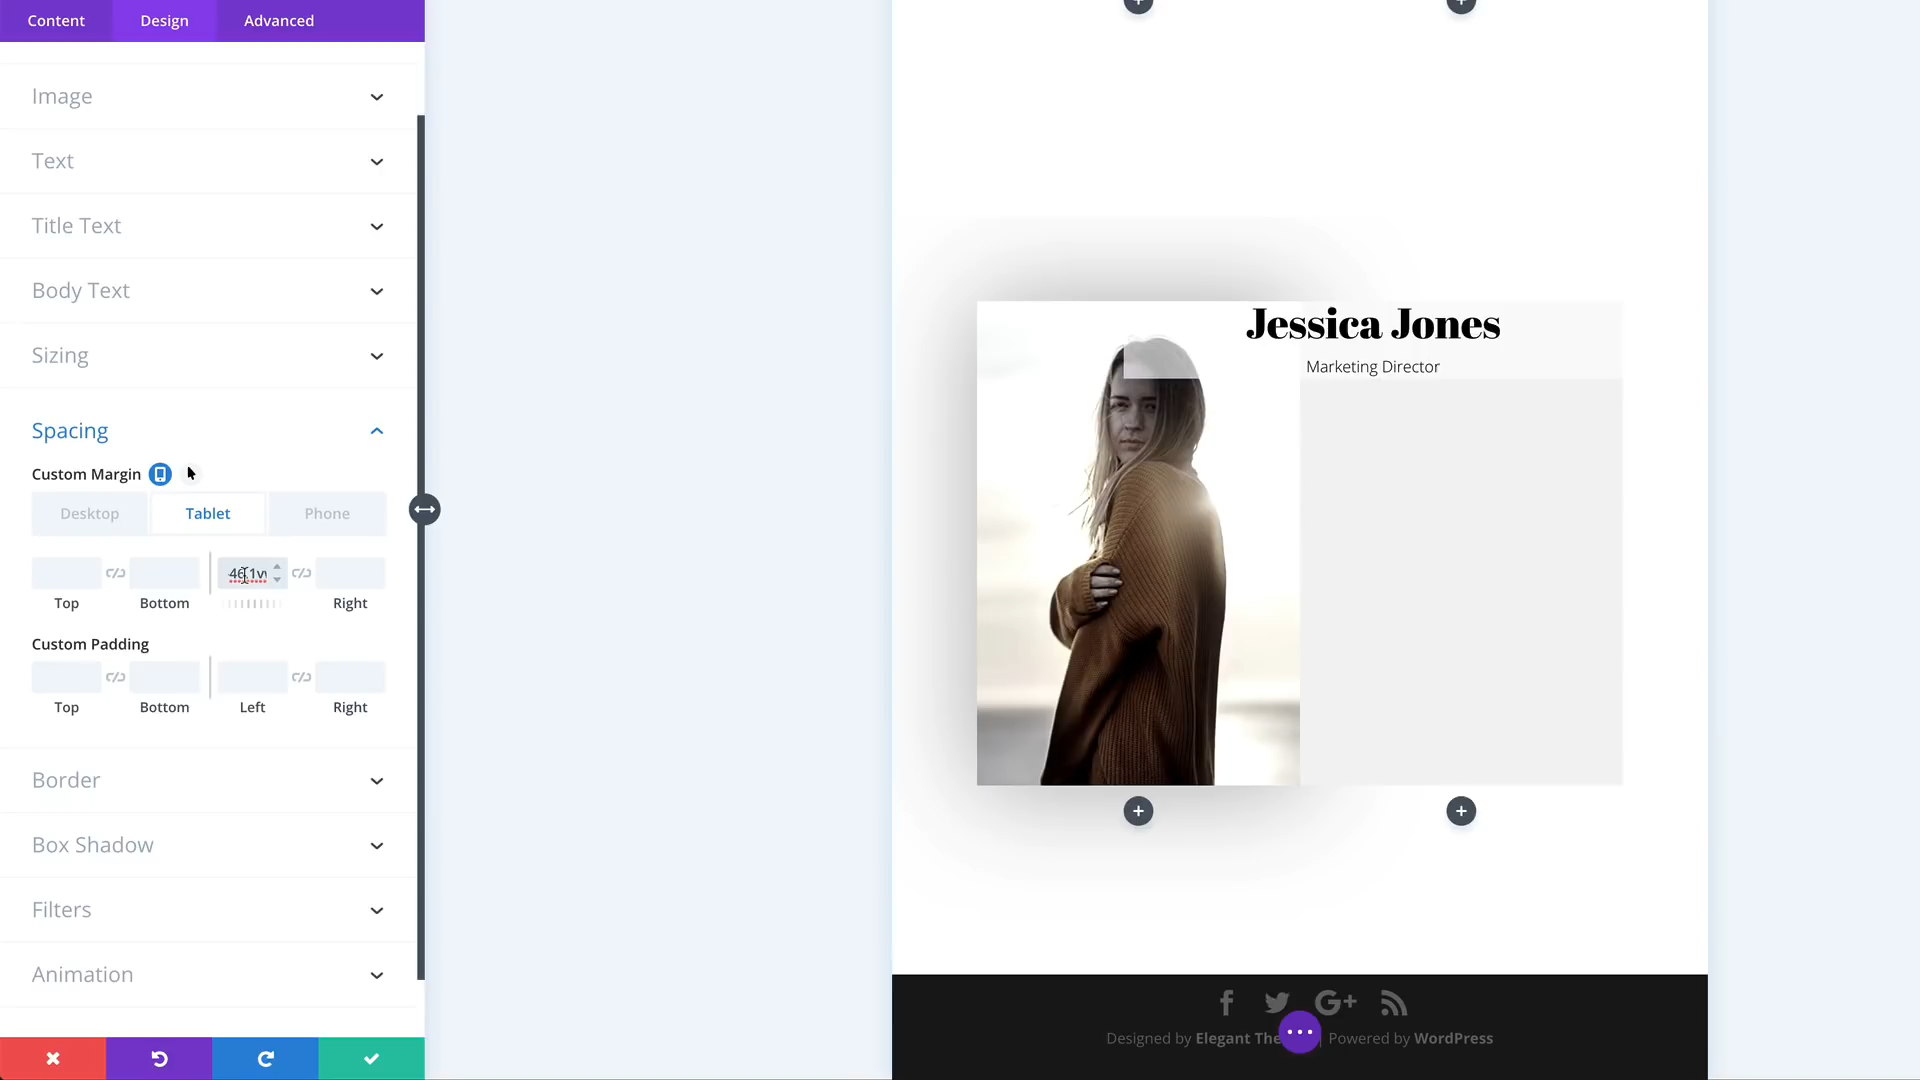 Content Design Advanced
Image
Text
Title Text
Body Text
Sizing
Spacing
Custom Margin
Desktop Tablet Phone
Top Bottom Right
Custom Padding
Top Bottom Left Right
Border
Box Shadow
Filters
Animation
Jessica Jones
Marketing Director
Designed by Elegant | Powered by WordPress